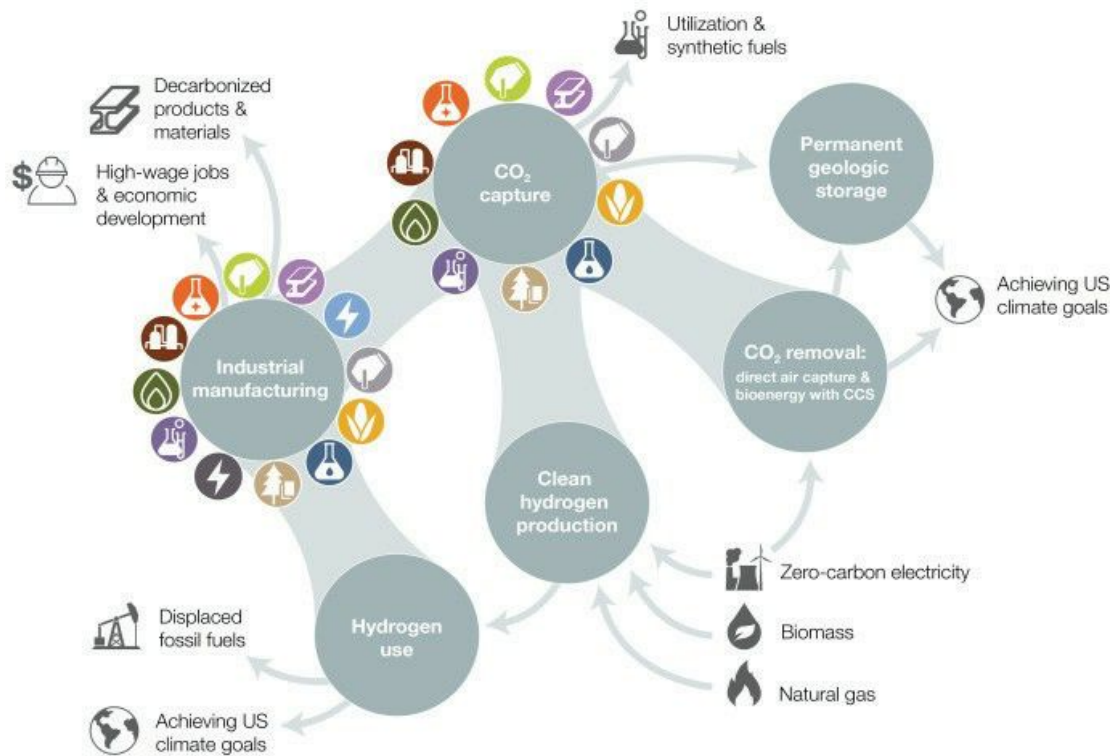 Utilization &
synthetic fuels
Decarbonized
products &
materials
$
High-wage jobs
& economic
development
CO₂
capture
Permanent
geologic
storage
Achieving US
climate goals
Industrial
manufacturing
CO₂ removal:
direct air capture &
bioenergy with CCS
Clean
hydrogen
production
Zero-carbon electricity
Displaced
fossil fuels
Hydrogen
use
Biomass
Natural gas
Achieving US
climate goals